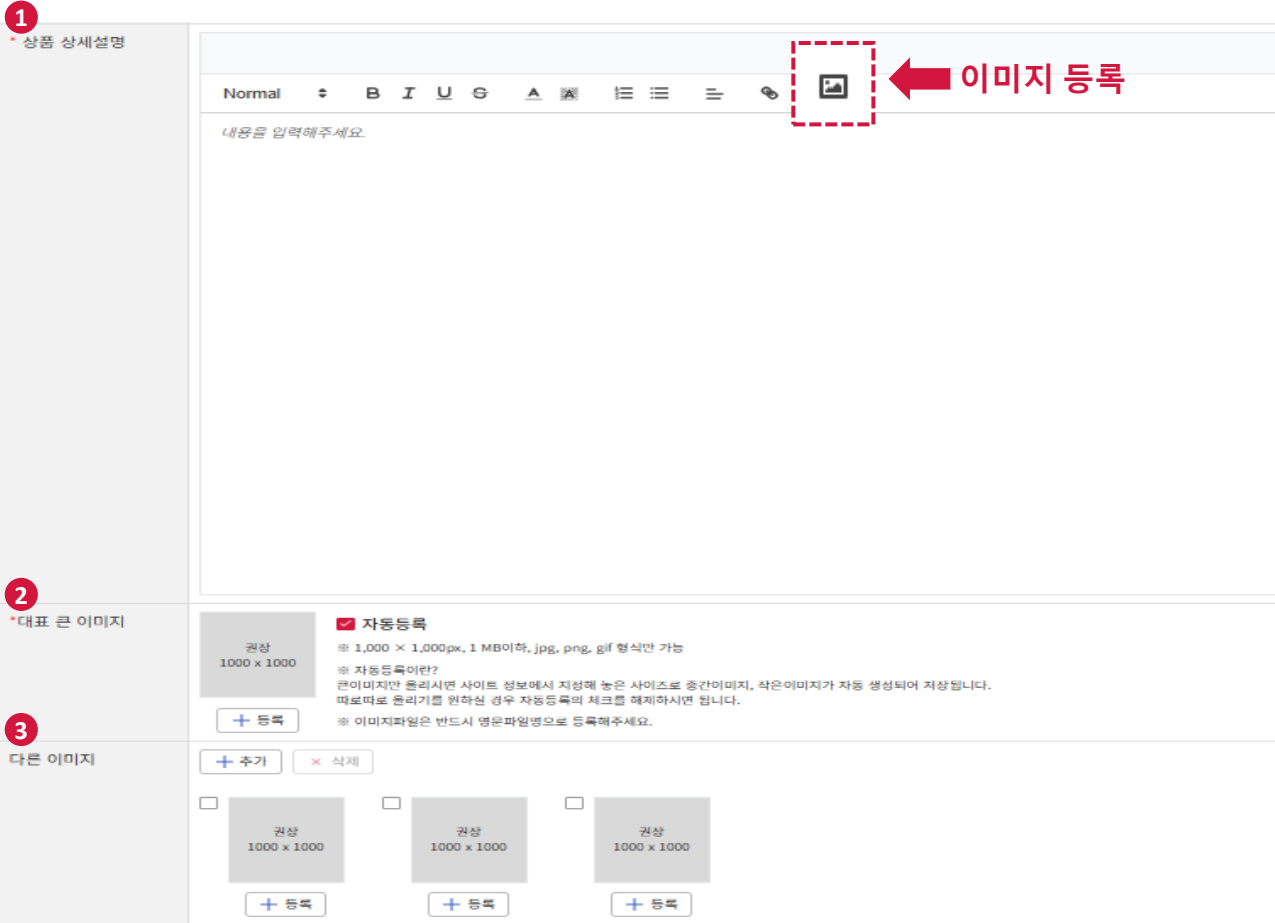 1
* 상품 상세설명
이미지 등록
Normal B I U S A A
내용을 입력해주세요.
2
*대표 큰 이미지
권상
1000 x 1000
+ 등록
자동등록
※ 1,000 × 1,000px, 1 MB이하, jpg, png, gif 형식만 가능
※ 자동등록이란?
큰이미지만 올리시면 사이트 정보에서 지정해 놓은 사이즈로 중간이미지, 작은이미지가 자동 생성되어 저장됩니다.
따로따로 올리기를 원하실 경우 자동등록의 체크를 해제하시면 됩니다.
※ 이미지파일은 반드시 영문파일명으로 등록해주세요.
3
다른 이미지
+ 추가
× 삭제
권상
1000 x 1000
+ 등록
권상
1000 x 1000
+ 등록
권상
1000 x 1000
+ 등록